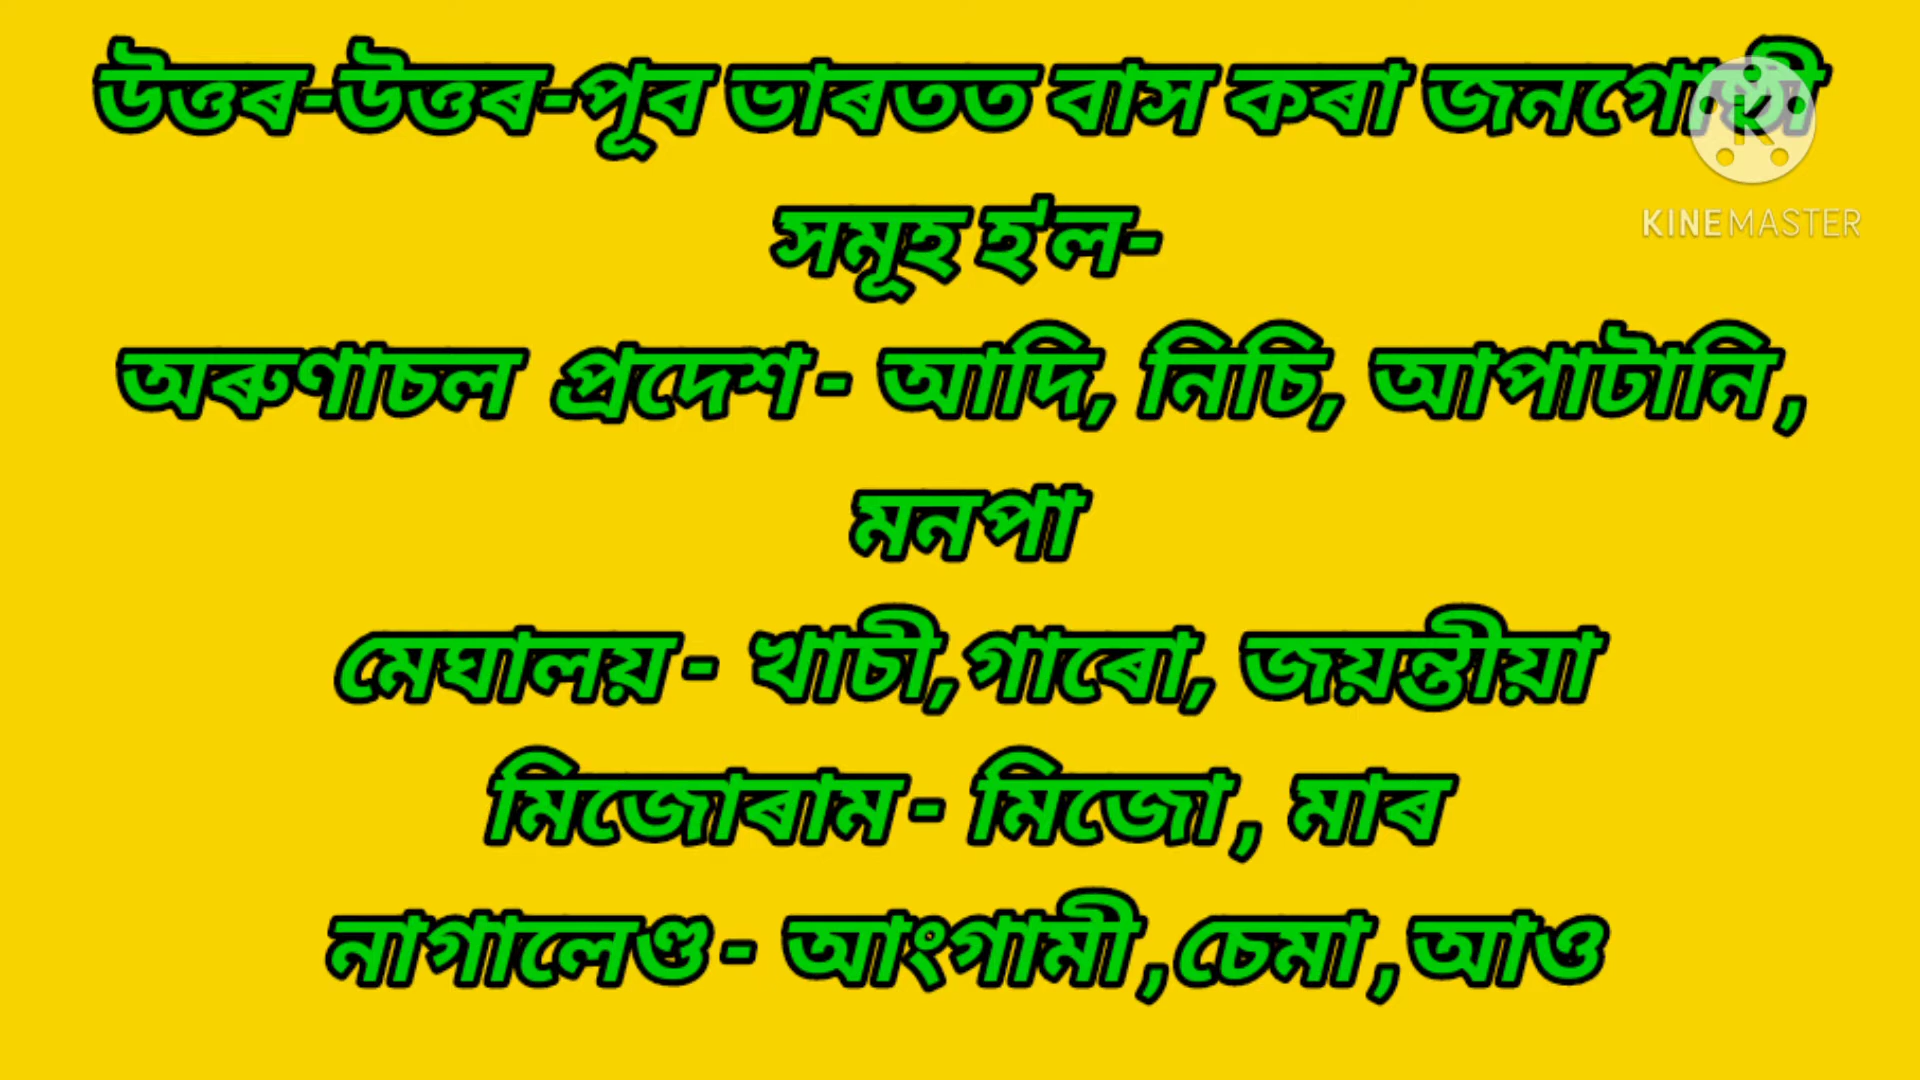 উত্তৰ-উত্তৰ-পূব ভাৰতত বাস কৰা জনগোষ্ঠী
সমূহ হ'ল-
অৰুণাচল প্ৰদেশ - আদি, নিচি, আপাটানি ,
মনপা
মেঘালয় - খাচী,গাৰো, জয়ন্তীয়া
মিজোৰাম - মিজো , মাৰ
নাগালেণ্ড - আংগামী ,চেমা ,আও
K
KINEMASTER